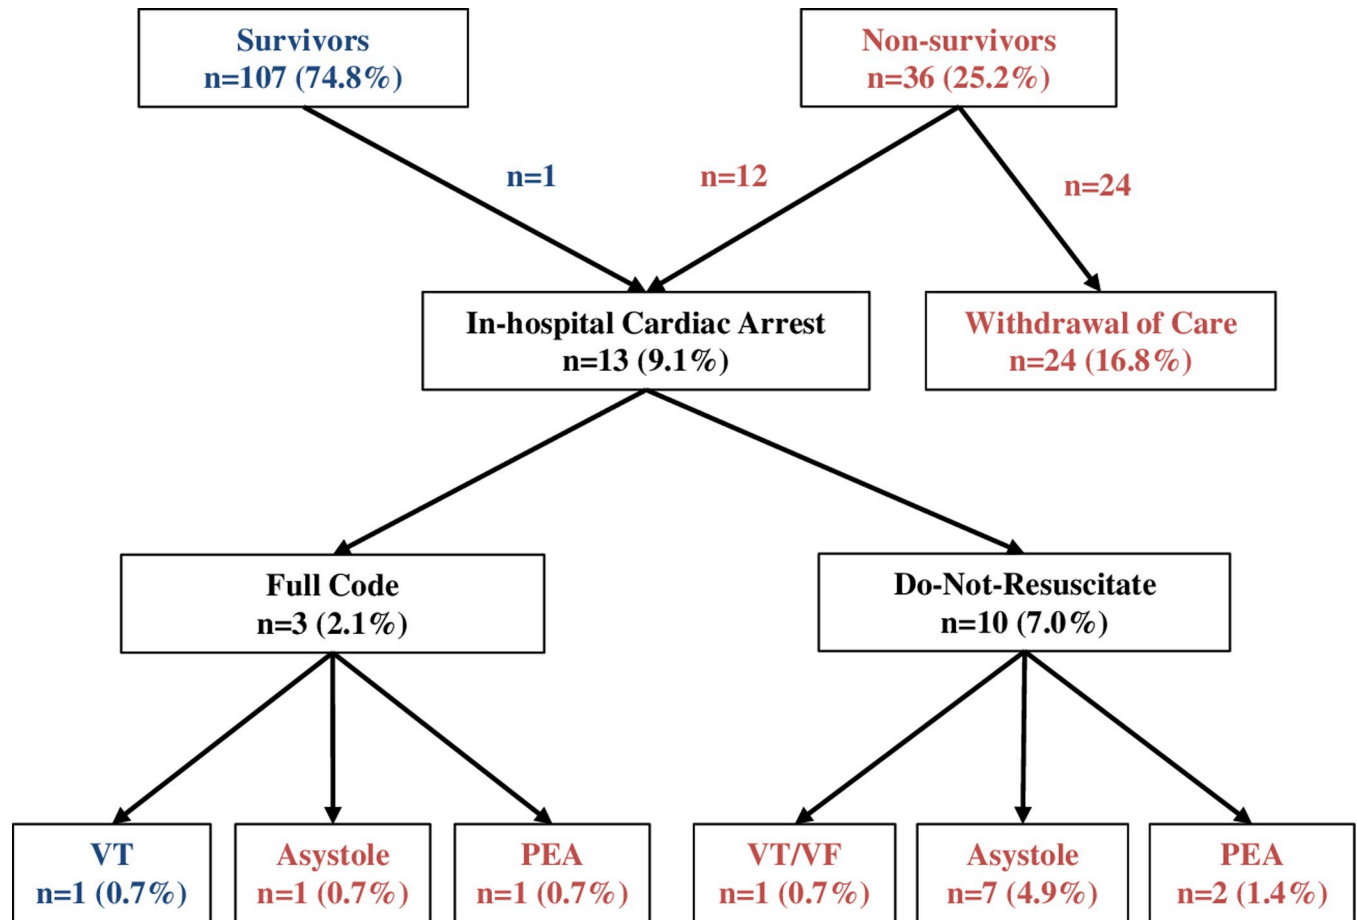 Survivors
n=107 (74.8%)
Non-survivors
n=36 (25.2%)
n=1
n=12
n=24
In-hospital Cardiac Arrest
n=13 (9.1%)
Withdrawal of Care
n=24 (16.8%)
Full Code
n=3 (2.1%)
Do-Not-Resuscitate
n=10 (7.0%)
VT
n=1 (0.7%)
Asystole
n=1 (0.7%)
PEA
n=1 (0.7%)
VT/VF
n=1 (0.7%)
Asystole
n=7 (4.9%)
PEA
n=2 (1.4%)